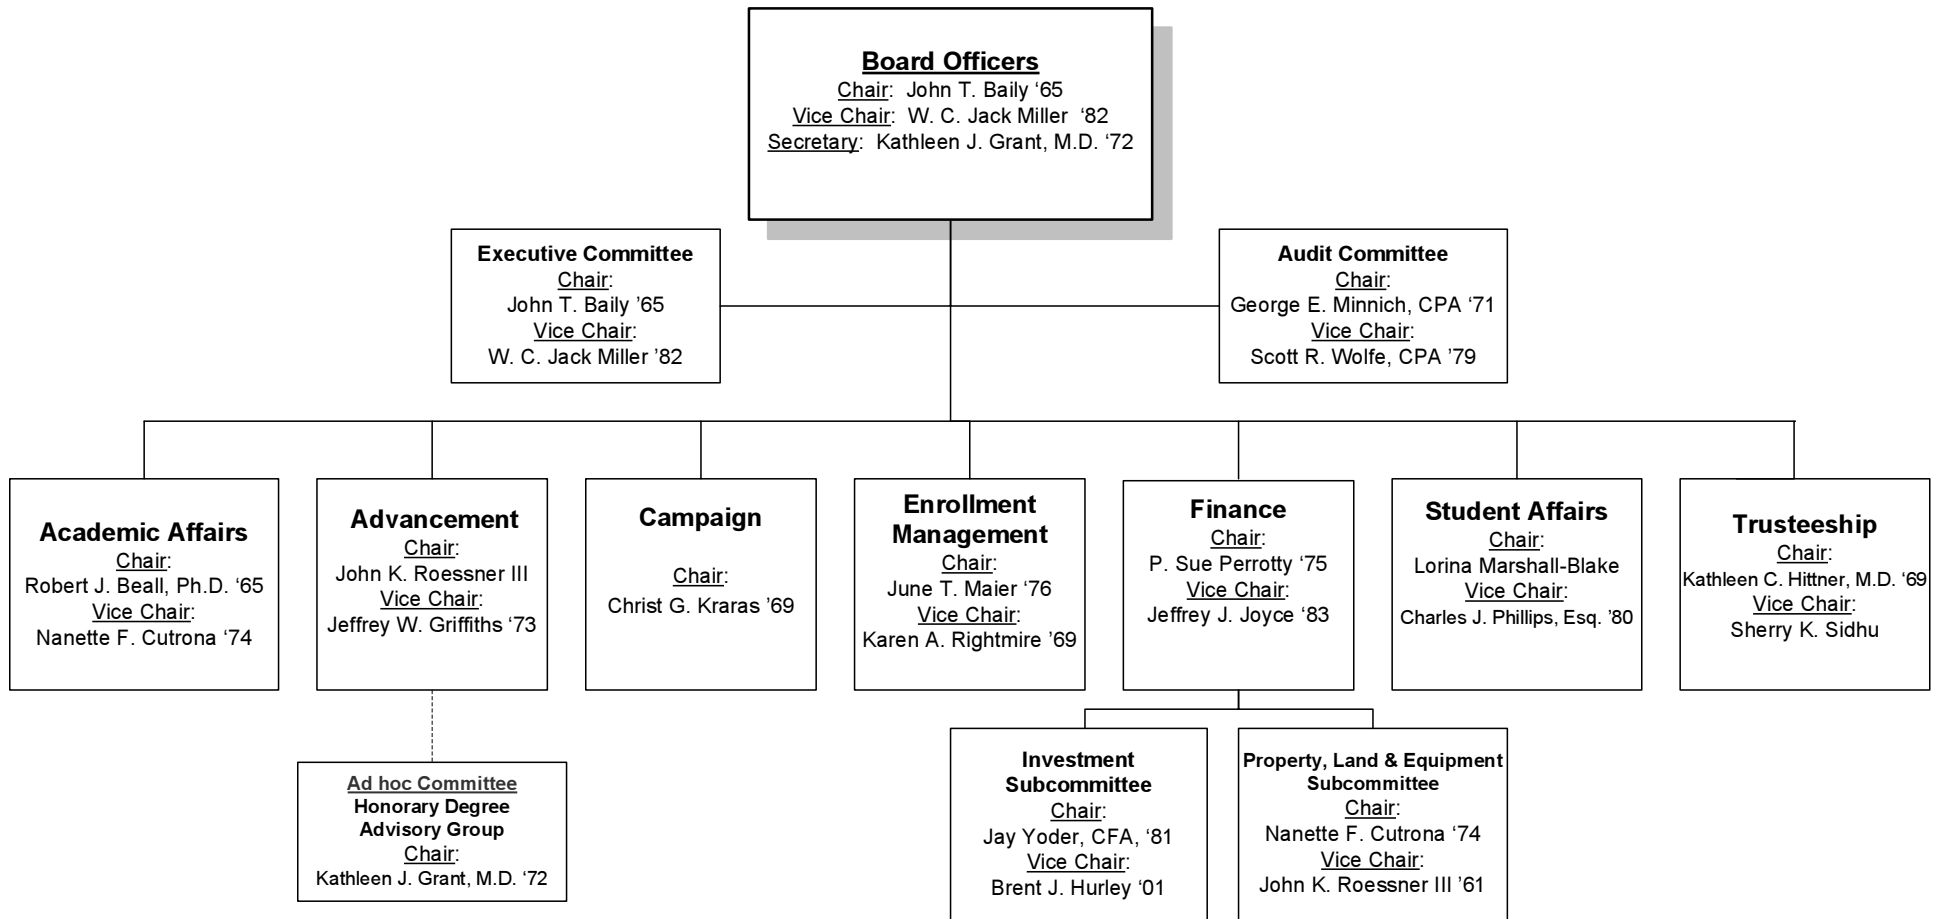 Board Officers
Chair:  John T. Baily ‘65
Vice Chair:  W. C. Jack Miller  ‘82
Secretary:  Kathleen J. Grant, M.D. ‘72
Executive Committee
Chair:
John T. Baily ’65
Vice Chair:
W. C. Jack Miller ’82
Audit Committee
Chair:
George E. Minnich, CPA ‘71
Vice Chair:
Scott R. Wolfe, CPA ’79
Academic Affairs
Chair:
Robert J. Beall, Ph.D. ‘65
Vice Chair:
Nanette F. Cutrona ‘74
Advancement
Chair:
John K. Roessner III
Vice Chair:
Jeffrey W. Griffiths ‘73
Campaign
Chair:
Christ G. Kraras ’69
Enrollment
Management
Chair:
June T. Maier ‘76
Vice Chair:
Karen A. Rightmire ’69
Finance
Chair:
P. Sue Perrotty ‘75
Vice Chair:
Jeffrey J. Joyce ‘83
Student Affairs
Chair:
Lorina Marshall-Blake
Vice Chair:
Charles J. Phillips, Esq. ’80
Trusteeship
Chair:
Kathleen C. Hittner, M.D. ‘69
Vice Chair:
Sherry K. Sidhu
Ad hoc Committee
Honorary Degree
Advisory Group
Chair:
Kathleen J. Grant, M.D. ‘72
Investment
Subcommittee
Chair:
Jay Yoder, CFA, ‘81
Vice Chair:
Brent J. Hurley ‘01
Property, Land & Equipment
Subcommittee
Chair:
Nanette F. Cutrona ‘74
Vice Chair:
John K. Roessner III ’61